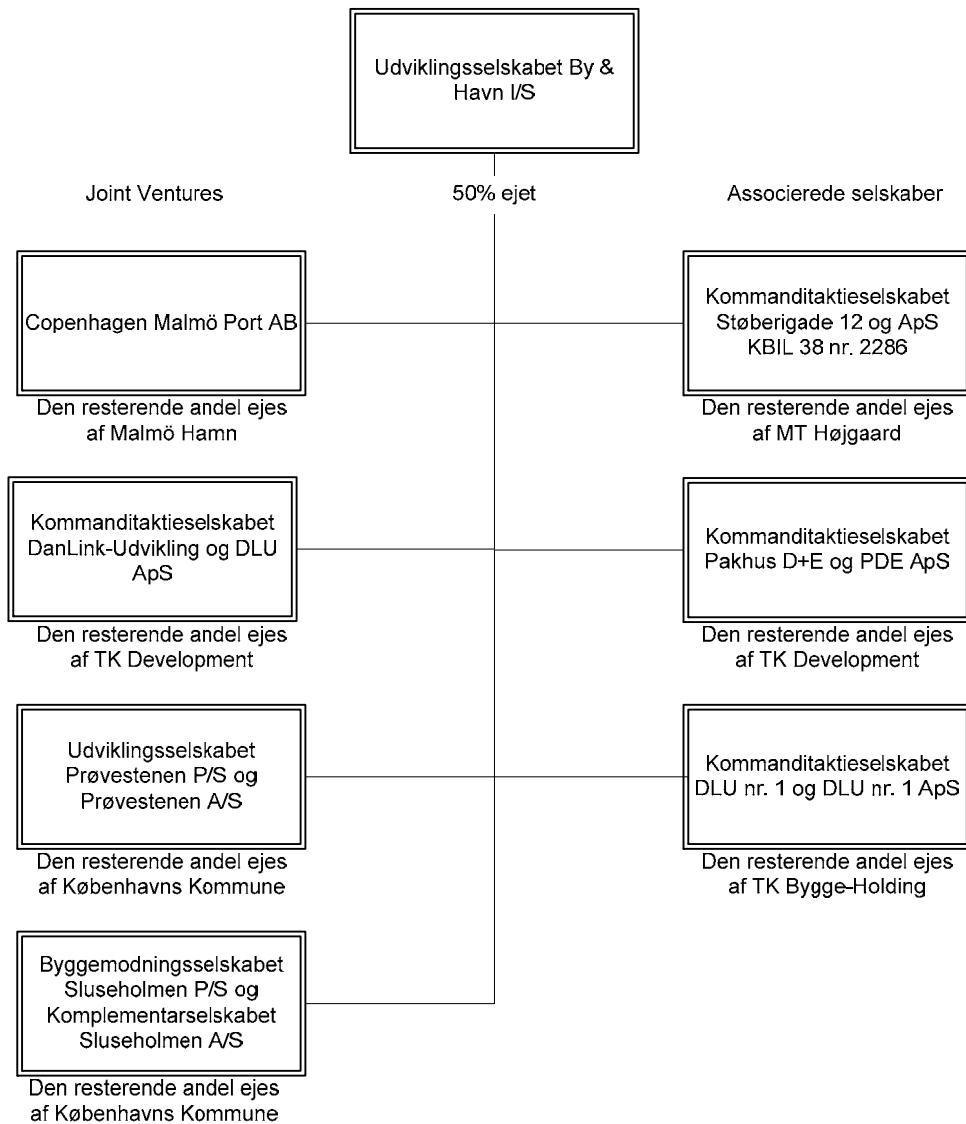 Udviklingsselskabet By &
Havn I/S
Joint Ventures
50% ejet
Associerede selskaber
Copenhagen Malmö Port AB
Den resterende andel ejes
af Malmö Hamn
Kommanditaktieselskabet
Støberigade 12 og ApS
KBIL 38 nr. 2286
Den resterende andel ejes
af MT Højgaard
Kommanditaktieselskabet
DanLink-Udvikling og DLU
ApS
Den resterende andel ejes
af TK Development
Kommanditaktieselskabet
Pakhus D+E og PDE ApS
Den resterende andel ejes
af TK Development
Udviklingsselskabet
Prøvestenen P/S og
Prøvestenen A/S
Den resterende andel ejes
af Københavns Kommune
Kommanditaktieselskabet
DLU nr. 1 og DLU nr. 1 ApS
Den resterende andel ejes
af TK Bygge-Holding
Byggemodningsselskabet
Sluseholmen P/S og
Komplementarselskabet
Sluseholmen A/S
Den resterende andel ejes
af Københavns Kommune